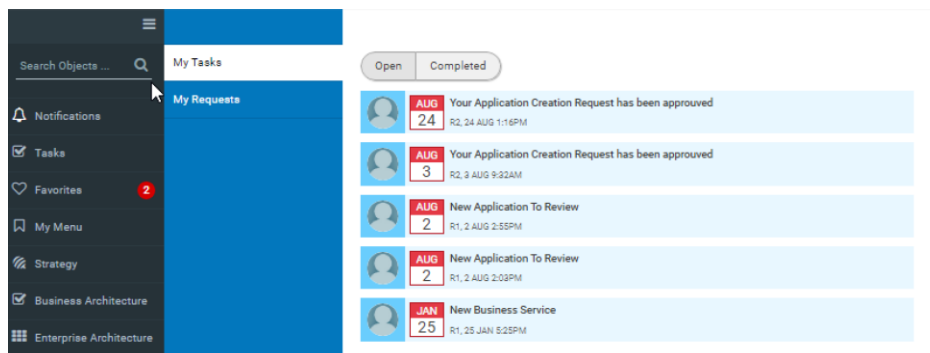 Search Objects ...
Notifications
Tasks
Favorites 2
My Menu
Strategy
Business Architecture
Enterprise Architecture
My Tasks
My Requests
Open Completed
AUG
24
Your Application Creation Request has been approuved
R2, 24 AUG 1:16PM
AUG
3
Your Application Creation Request has been approuved
R2, 3 AUG 9:32AM
AUG
2
New Application To Review
R1, 2 AUG 2:55PM
AUG
2
New Application To Review
R1, 2 AUG 2:03PM
JAN
25
New Business Service
R1, 25 JAN 5:25PM